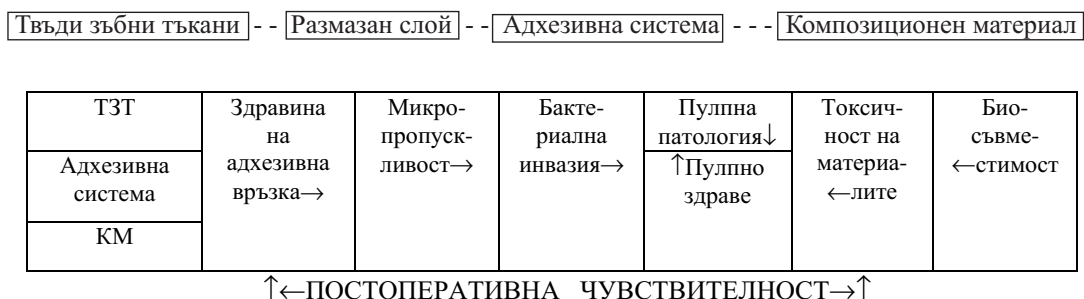 Твъди зъбни тъкани - - Размазан слой - - Адхезивна система - - - Композиционен материал
ТЗТ
Адхезивна
система
КМ
Здравина
на
адхезивна
връзка→
Микро-
пропуск-
ливост→
Бакте-
риална
инвазия→
Пулпна
патология↓
↑Пулпно
здраве
Токсич-
ност на
материа-
←лите
Био-
съвме-
←стимост
↑←ПОСТОПЕРАТИВНА ЧУВСТВИТЕЛНОСТ→↑